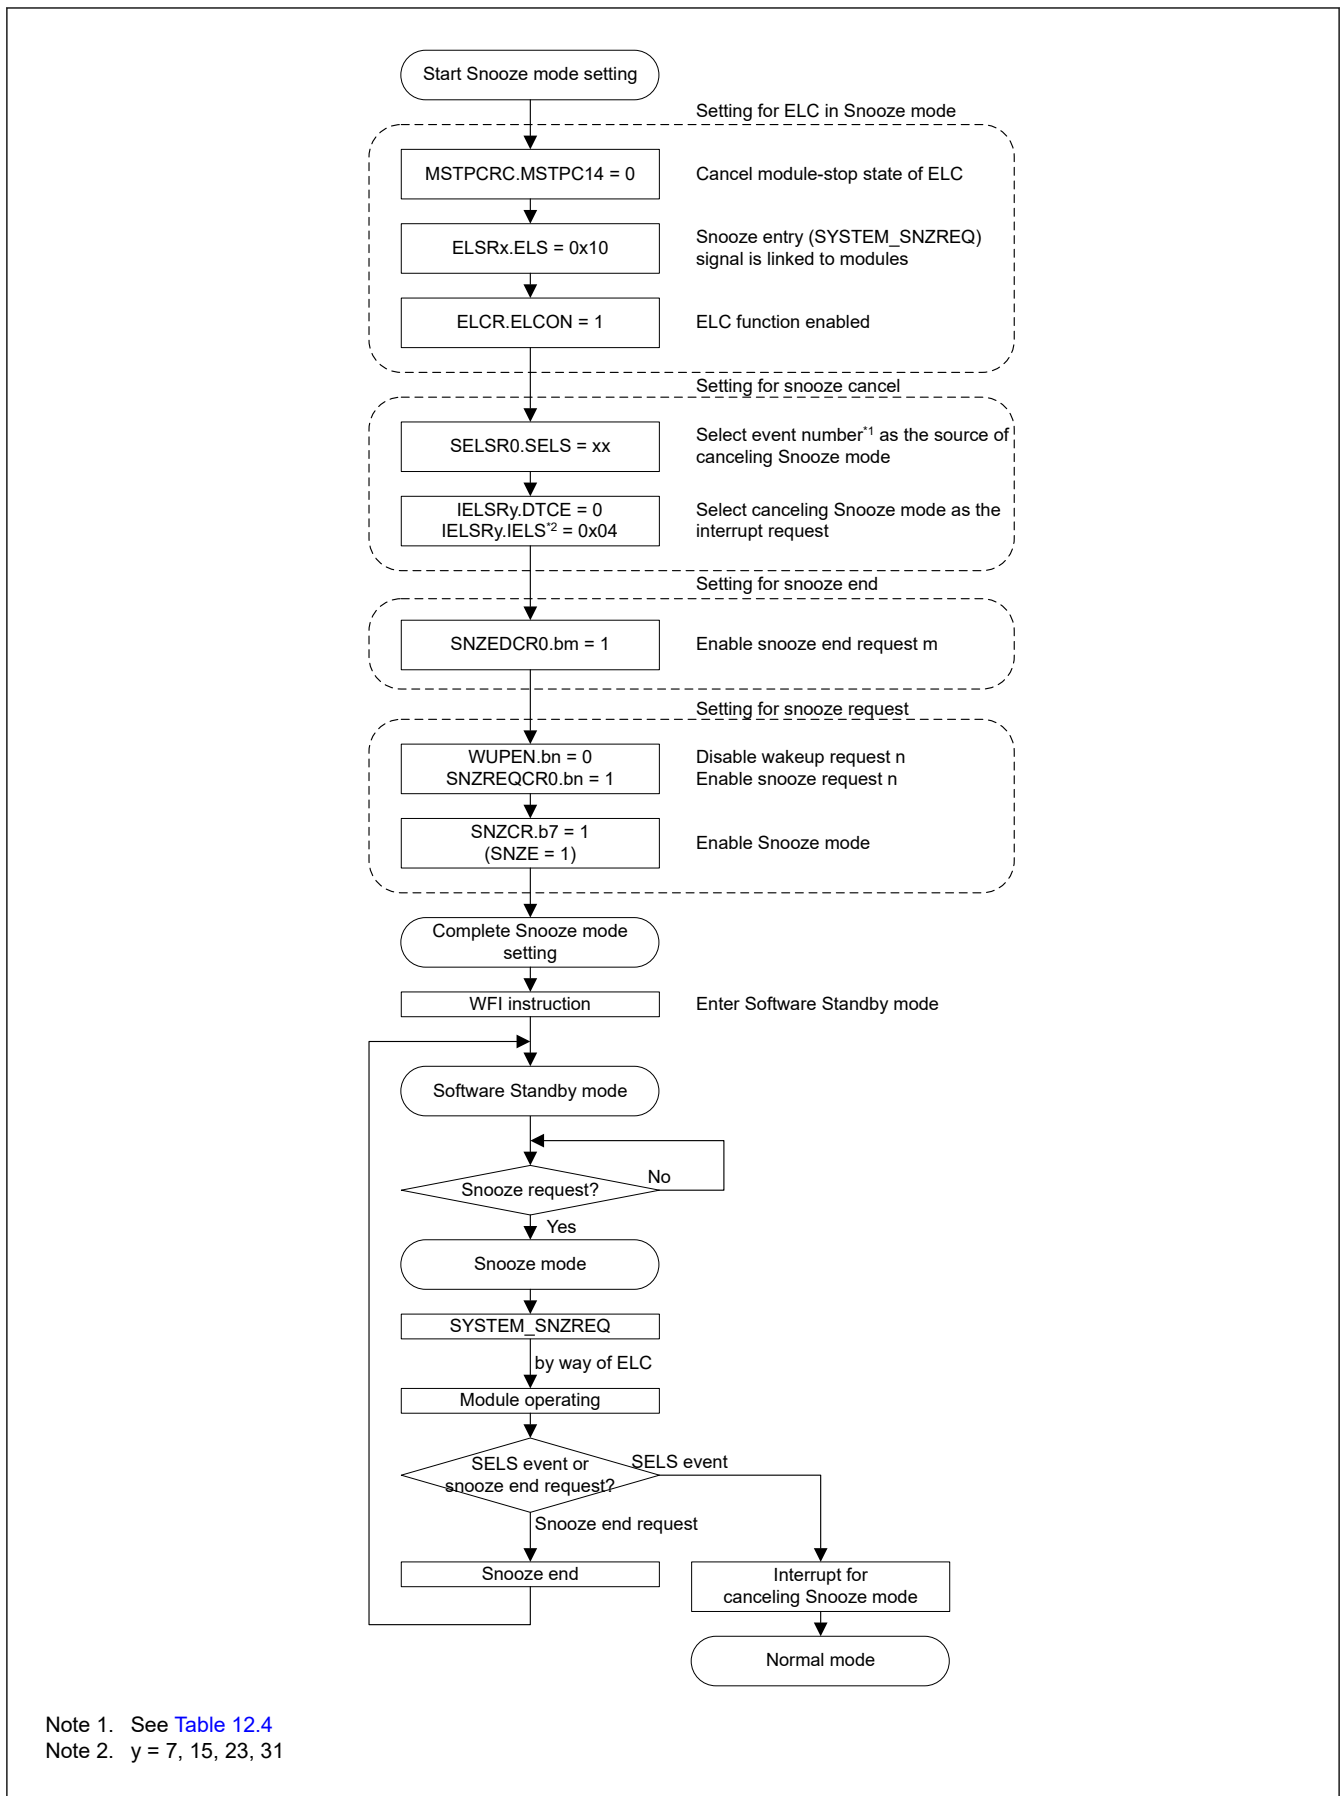 Start Snooze mode setting
Setting for ELC in Snooze mode
MSTPCRC.MSTPC14 = 0
Cancel module-stop state of ELC
ELSRx.ELS = 0x10
Snooze entry (SYSTEM_SNZREQ)
signal is linked to modules
ELCR.ELCON = 1
ELC function enabled
Setting for snooze cancel
SELSR0.SELS = xx
Select event number*1 as the source of
canceling Snooze mode
IELSRy.DTCE = 0
IELSRy.IELS*2 = 0x04
Select canceling Snooze mode as the
interrupt request
Setting for snooze end
SNZEDCR0.bm = 1
Enable snooze end request m
Setting for snooze request
WUPEN.bn = 0
SNZREQCR0.bn = 1
Disable wakeup request n
Enable snooze request n
SNZCR.b7 = 1
(SNZE = 1)
Enable Snooze mode
Complete Snooze mode
setting
WFI instruction
Enter Software Standby mode
Software Standby mode
Snooze request?
No
Yes
Snooze mode
SYSTEM_SNZREQ
by way of ELC
Module operating
SELS event or
snooze end request?
SELS event
Snooze end request
Snooze end
Interrupt for
canceling Snooze mode
Normal mode
Note 1. See Table 12.4
Note 2. y = 7, 15, 23, 31